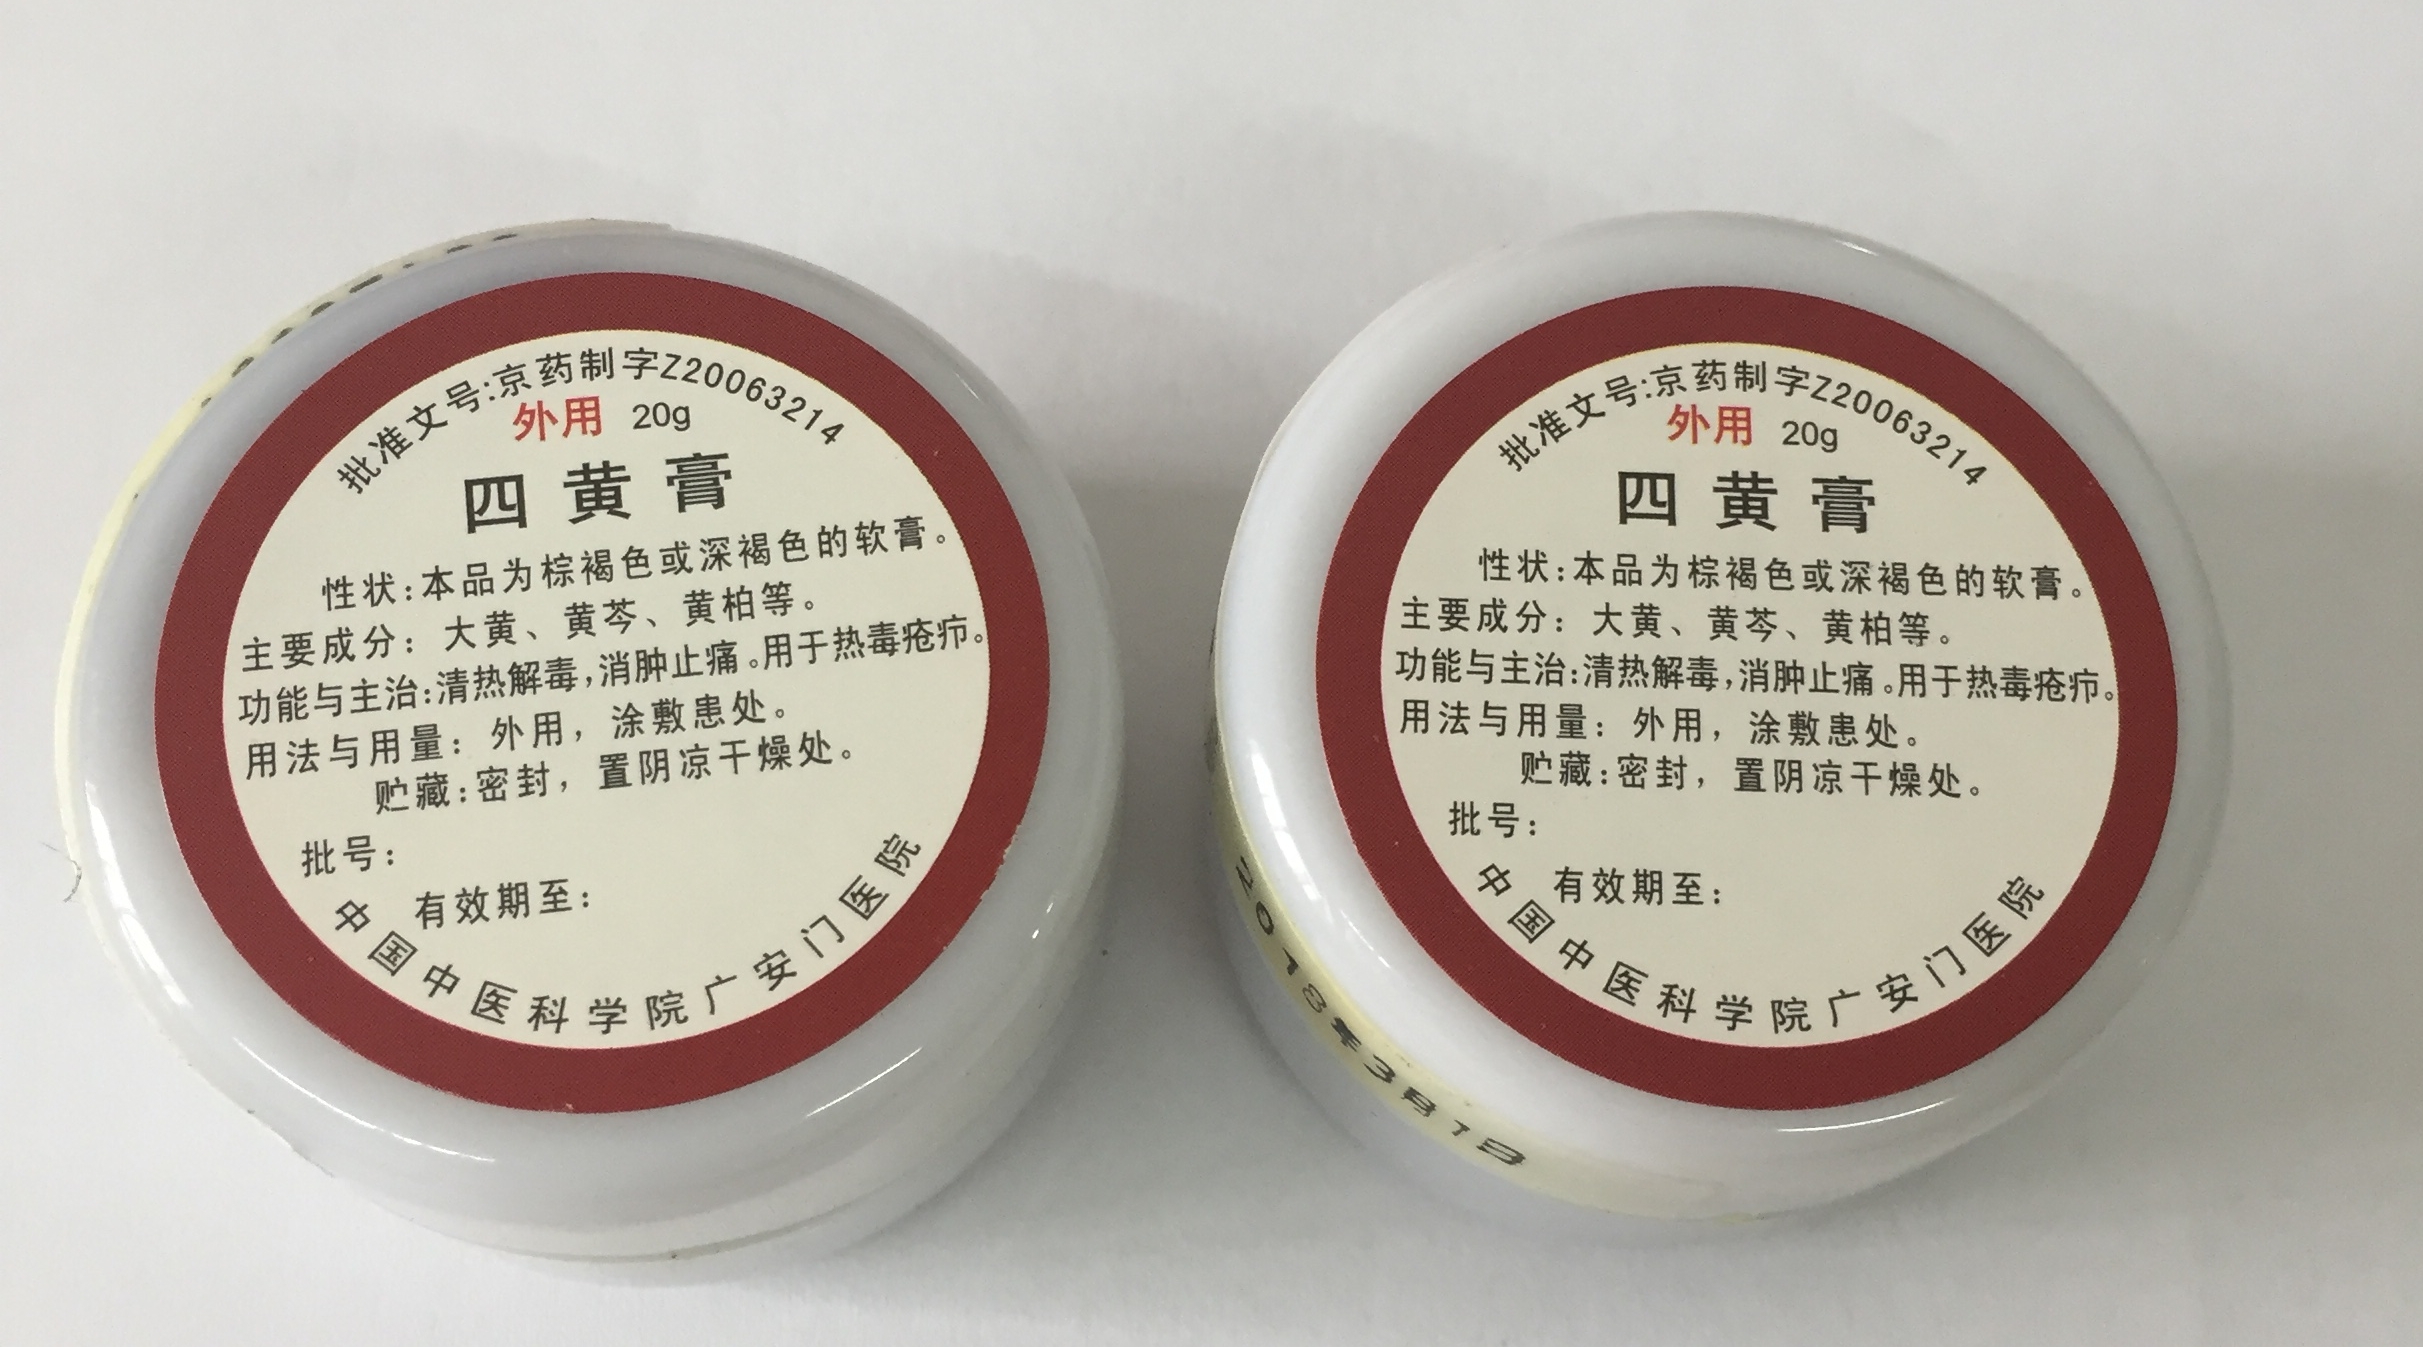 批准文号:京药制字Z20063214
外用 20g
四黄膏
性状:本品为棕褐色或深褐色的软膏。
主要成分：大黄、黄芩、黄柏等。
功能与主治:清热解毒,消肿止痛。用于热毒疮疖。
用法与用量：外用，涂敷患处。
贮藏:密封，置阴凉干燥处。
批号:
有效期至:
中国中医科学院广安门医院
批准文号:京药制字Z20063214
外用 20g
四黄膏
性状:本品为棕褐色或深褐色的软膏。
主要成分：大黄、黄芩、黄柏等。
功能与主治:清热解毒,消肿止痛。用于热毒疮疖。
用法与用量：外用，涂敷患处。
贮藏:密封，置阴凉干燥处。
批号:
有效期至:
中国中医科学院广安门医院
2018年3月1日